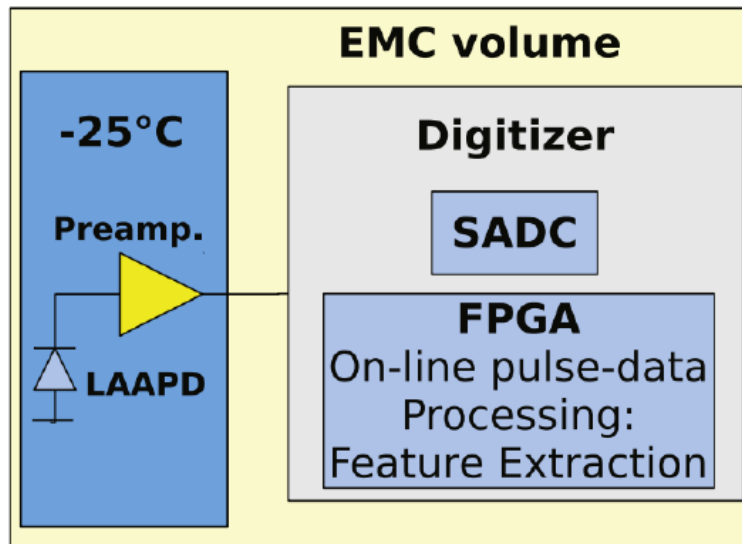 EMC volume
-25°C
Preamp.
LAAPD
Digitizer
SADC
FPGA
On-line pulse-data
Processing:
Feature Extraction